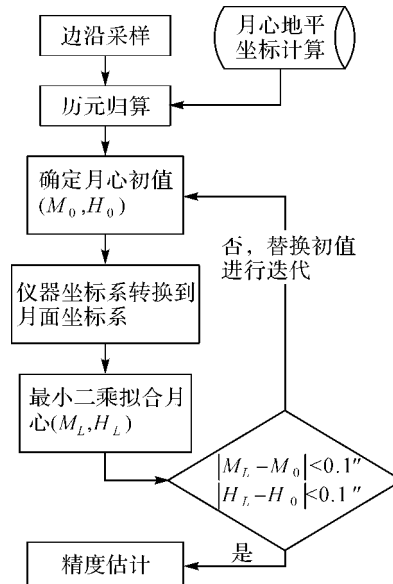 边沿采样
月心地平
坐标计算
历元归算
确定月心初值
(M₀,H₀)
否，替换初值
进行迭代
仪器坐标系转换到
月面坐标系
最小二乘拟合月
心(M_L,H_L)
|M_L-M₀|<0.1″
|H_L-H₀|<0.1″
是
精度估计